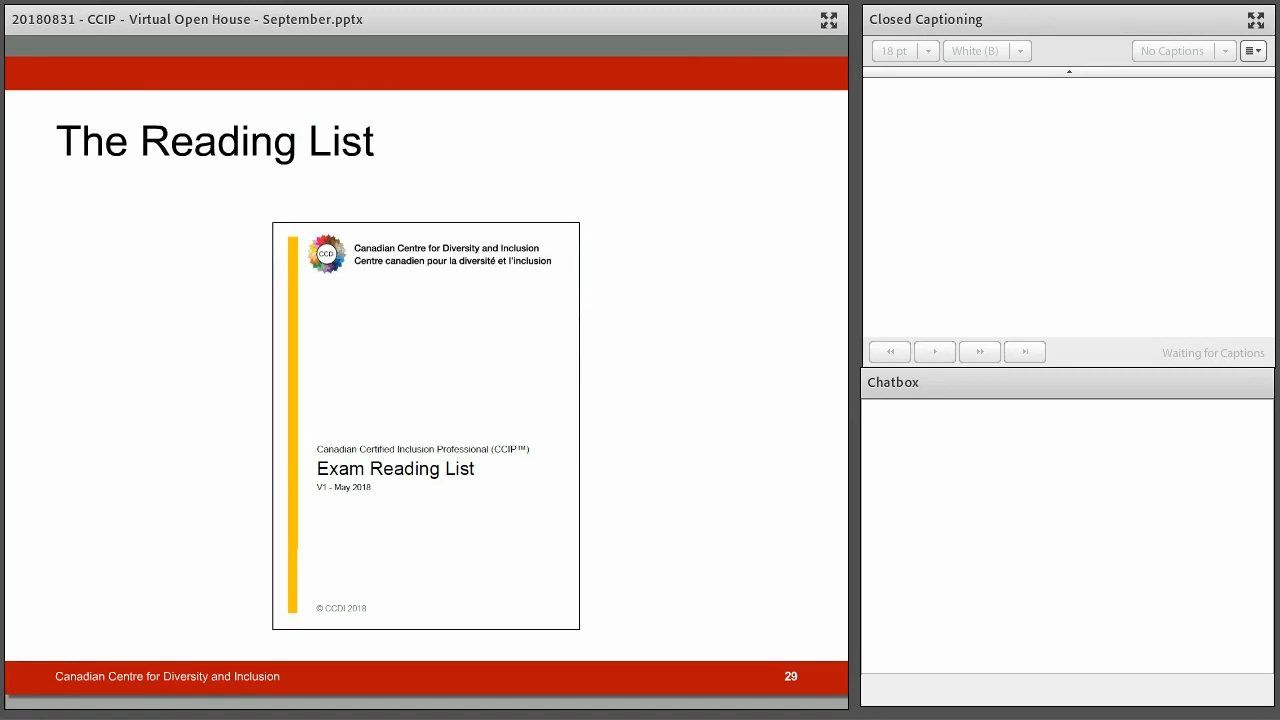 20180831 - CCIP - Virtual Open House - September.pptx
The Reading List
CCDI
Canadian Centre for Diversity and Inclusion
Centre canadien pour la diversité et l'inclusion
Canadian Certified Inclusion Professional (CCIP™)
Exam Reading List
V1 - May 2018
© CCDI 2018
Canadian Centre for Diversity and Inclusion
29
Closed Captioning
18 pt
White (B)
No Captions
Waiting for Captions
Chatbox